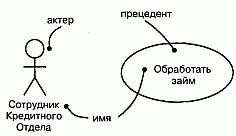 актер
прецедент
Обработать
займ
Сотрудник
Кредитного
Отдела
имя